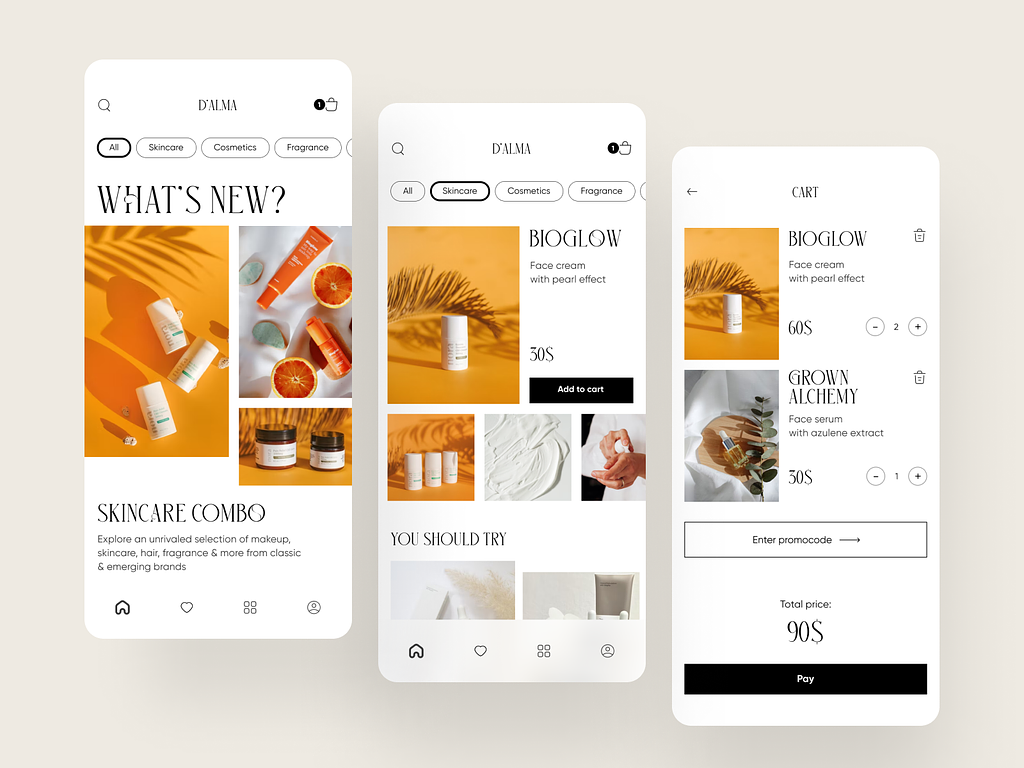 D'ALMA
1
All
Skincare
Cosmetics
Fragrance
WHAT'S NEW?
SKINCARE COMBO
Explore an unrivaled selection of makeup,
skincare, hair, fragrance & more from classic
& emerging brands
D'ALMA
1
All
Skincare
Cosmetics
Fragrance
BIOGLOW
Face cream
with pearl effect
30$
Add to cart
YOU SHOULD TRY
CART
BIOGLOW
Face cream
with pearl effect
60$
- 2 +
GROWN
ALCHEMY
Face serum
with azulene extract
30$
- 1 +
Enter promocode
Total price:
90$
Pay